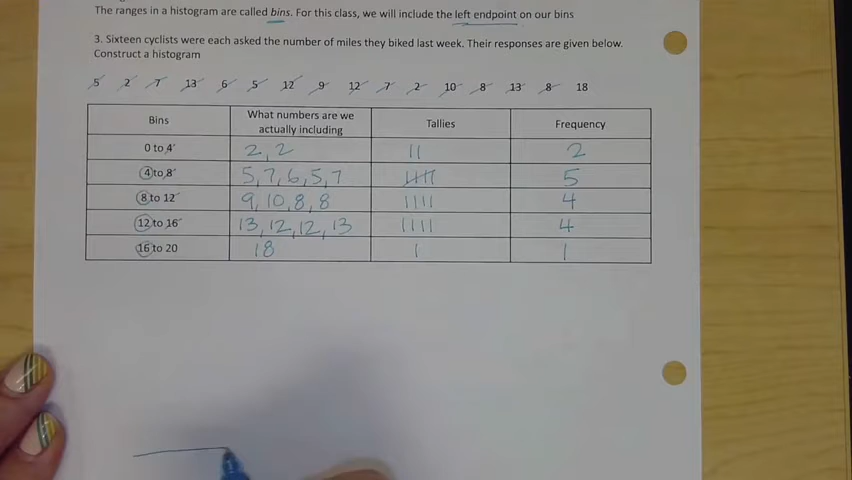 The ranges in a histogram are called bins. For this class, we will include the left endpoint on our bins
3. Sixteen cyclists were each asked the number of miles they biked last week. Their responses are given below.
Construct a histogram
5 2 7 13 6 5 12 9 12 7 2 10 8 13 8 18
Bins What numbers are we actually including Tallies Frequency
0 to 4 2, 2 || 2
4 to 8 5, 7, 6, 5, 7 5
8 to 12 9, 10, 8, 8 |||| 4
12 to 16 13, 12, 12, 13 |||| 4
16 to 20 18 | 1